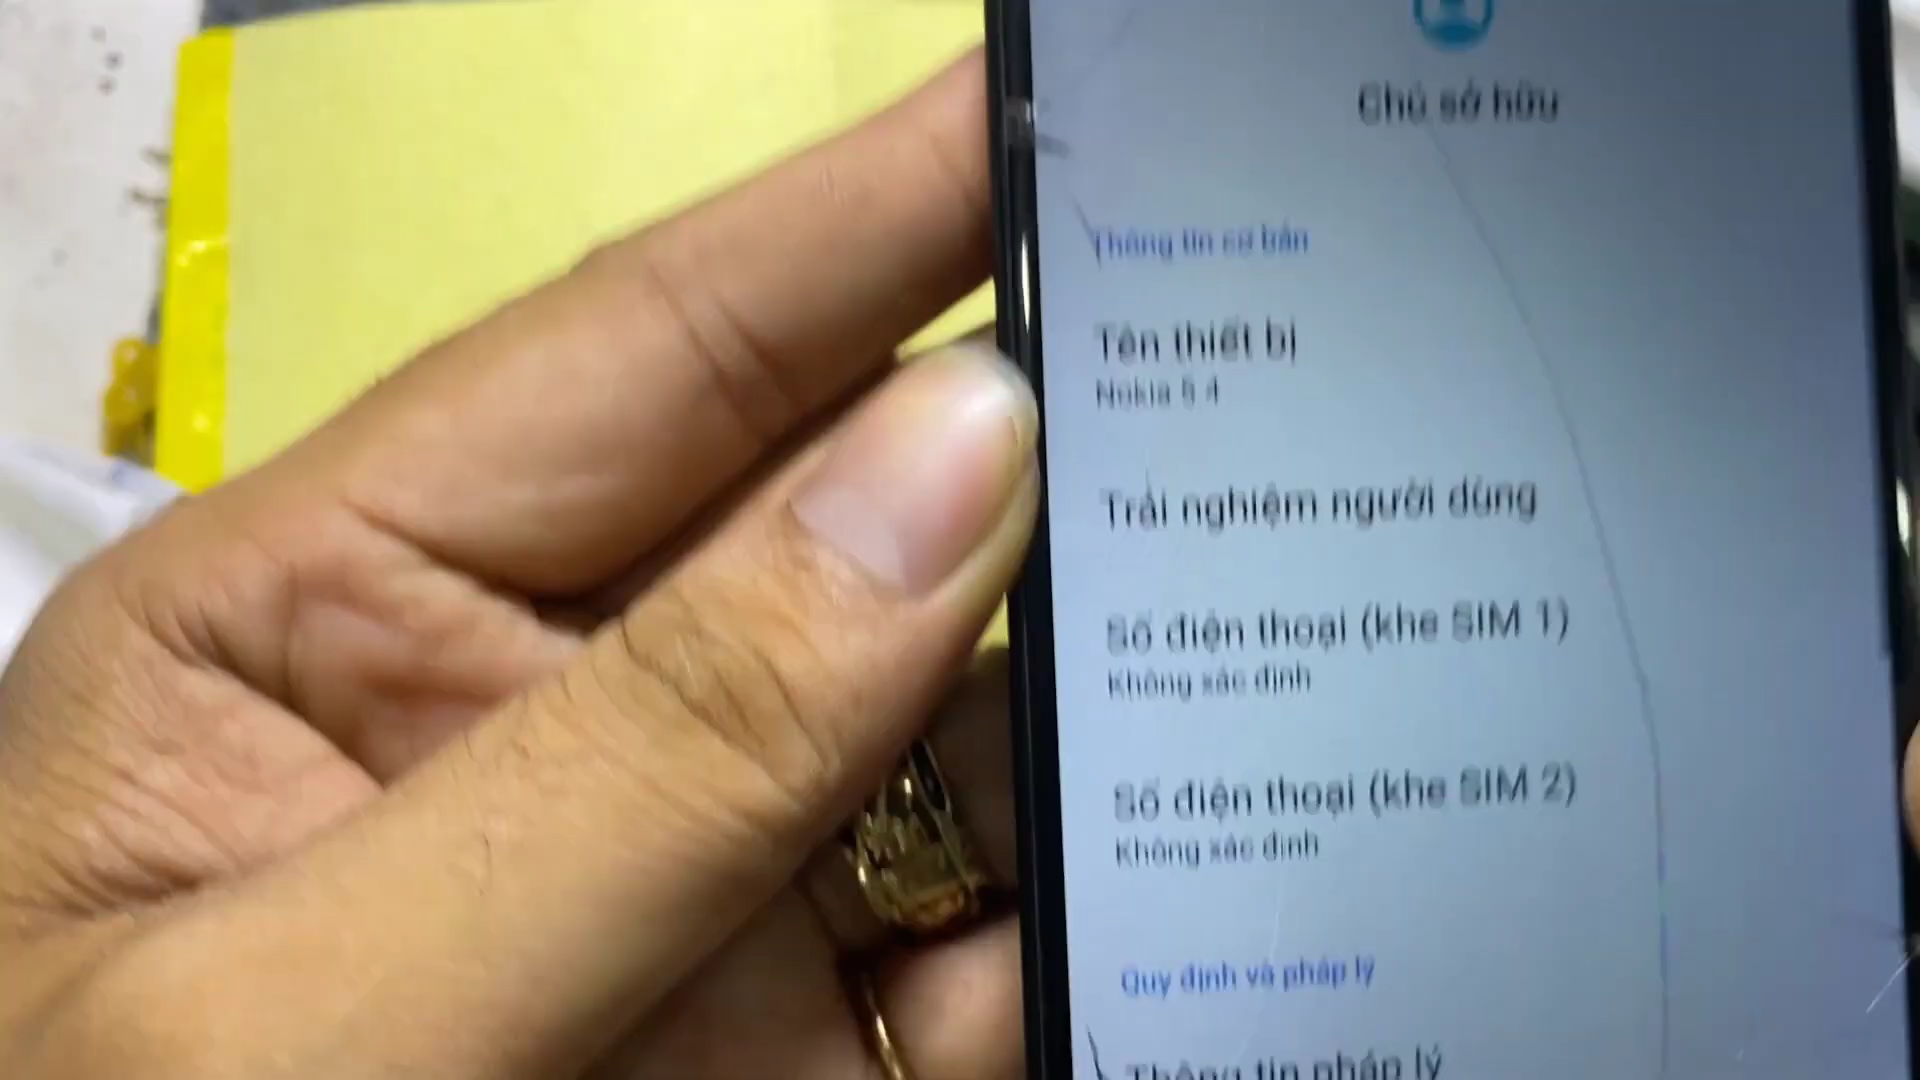 Chủ sở hữu
Thông tin cơ bản
Tên thiết bị
Nokia 5.4
Trải nghiệm người dùng
Số điện thoại (khe SIM 1)
Không xác định
Số điện thoại (khe SIM 2)
Không xác định
Quy định và pháp lý
Thông tin pháp lý